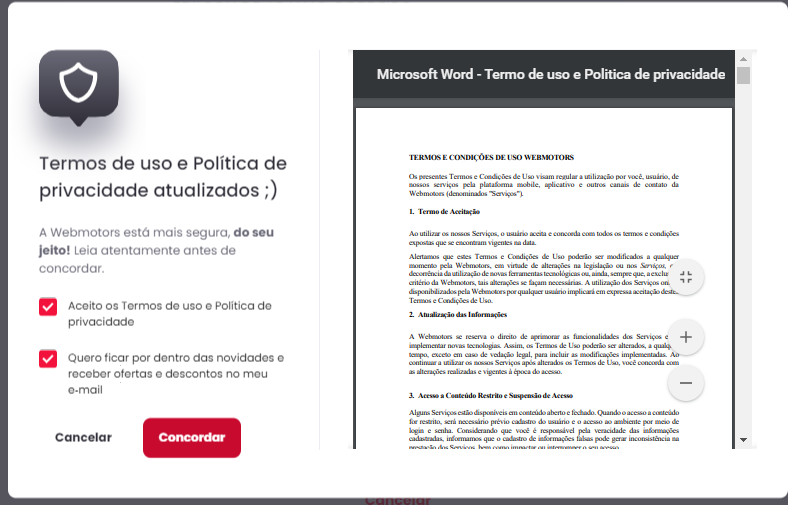 Termos de uso e Política de
privacidade atualizados ;)
A Webmotors está mais segura, do seu
jeito! Leia atentamente antes de
concordar.
Aceito os Termos de uso e Política de
privacidade
Quero ficar por dentro das novidades e
receber ofertas e descontos no meu
e-mail
Cancelar
Concordar
Microsoft Word - Termo de uso e Politica de privacidade
TERMOS E CONDIÇÕES DE USO WEBMOTORS
Os presentes Termos e Condições de Uso visam regular a utilização por você, usuário, de
nossos serviços pela plataforma mobile, aplicativo e outros canais de contato da
Webmotors (denominados "Serviços").
1. Termo de Aceitação
Ao utilizar os nossos Serviços, o usuário aceita e concorda com todos os termos e condições
expostas que se encontram vigentes na data.
Alertamos que estes Termos e Condições de Uso poderão ser modificados a qualquer
momento pela Webmotors, em virtude de alterações na legislação ou nos Serviços,
decorrência da utilização de novas ferramentas tecnológicas ou, ainda, sempre que, a
critério da Webmotors, tais alterações se façam necessárias. A utilização dos Serviços
disponibilizados pela Webmotors por qualquer usuário implicará em expressa aceitação
Termos e Condições de Uso.
2. Atualização das Informações
A Webmotors se reserva o direito de aprimorar as funcionalidades dos Serviços
implementar novas tecnologias. Assim, os Termos de Uso poderão ser alterados, a
tempo, exceto em caso de vedação legal, para incluir as modificações implementadas. Ao
continuar a utilizar os nossos Serviços após alterados os Termos de Uso, você concorda com
as alterações realizadas e vigentes à época do acesso.
3. Acesso a Conteúdo Restrito e Suspensão de Acesso
Alguns Serviços estão disponíveis em conteúdo aberto e fechado. Quando o acesso a conteúdo
for restrito, será necessário prévio cadastro do usuário e o acesso ao ambiente por meio de
login e senha. Considerando que você é responsável pela veracidade das informações
cadastradas, informamos que o cadastro de informações falsas pode gerar inconsistência na
prestação dos Serviços, bem como impactar ou interromper o seu acesso.
Cancelar